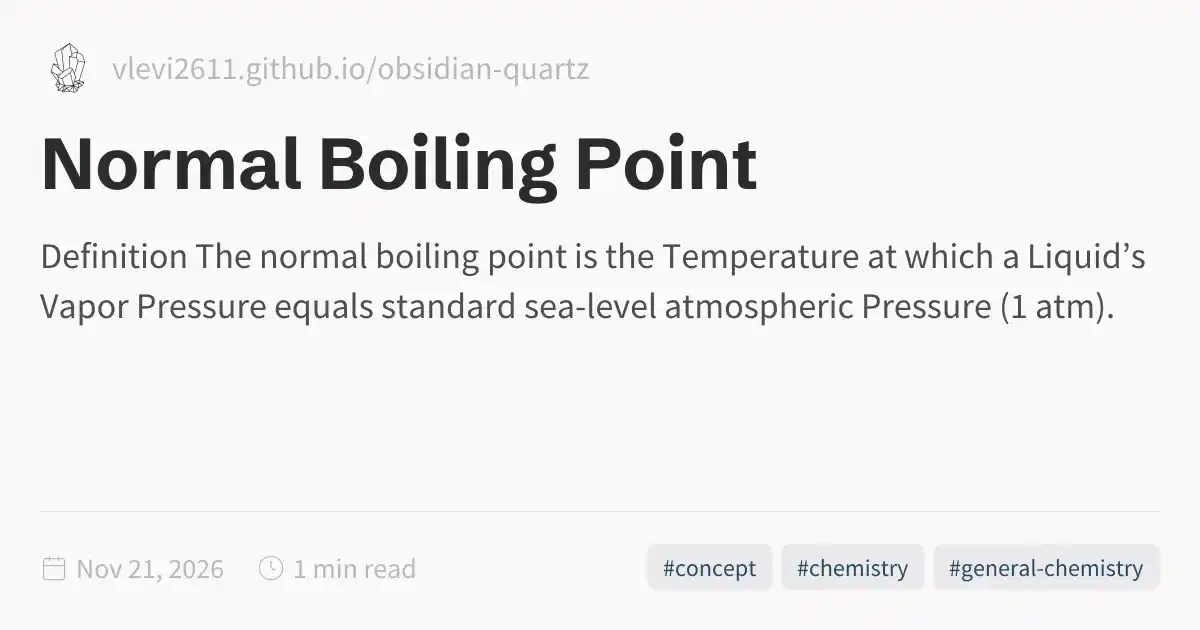 vlevi2611.github.io/obsidian-quartz
Normal Boiling Point
Definition The normal boiling point is the Temperature at which a Liquid’s
Vapor Pressure equals standard sea-level atmospheric Pressure (1 atm).
Nov 21, 2026 1 min read #concept #chemistry #general-chemistry